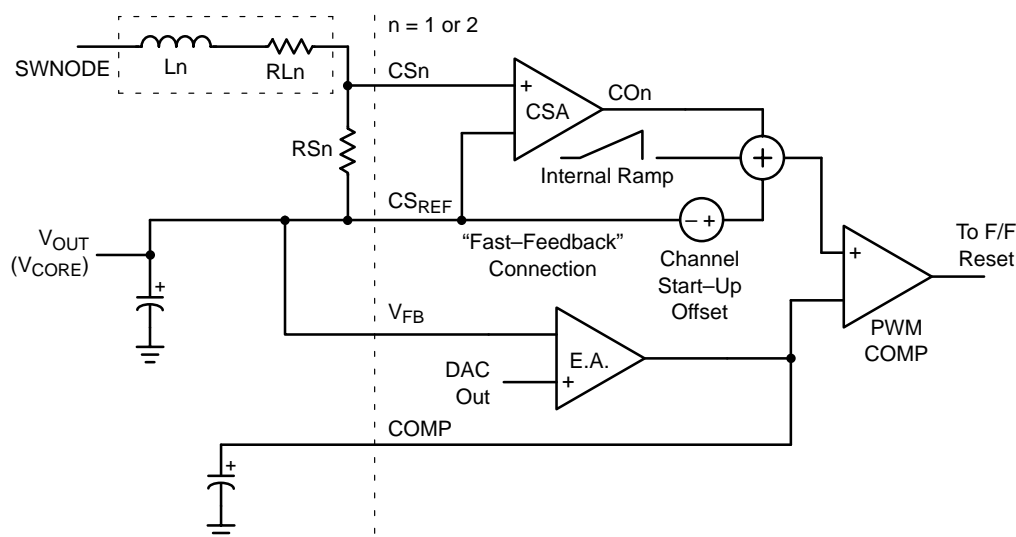 n = 1 or 2
SWNODE
Ln
RLn
CSn
COn
+
CSA
RSn
Internal Ramp
+
CSREF
– +
VOUT
(VCORE)
"Fast–Feedback"
Connection
Channel
Start–Up
Offset
To F/F
Reset
+
+
PWM
COMP
VFB
E.A.
DAC
Out
+
COMP
+